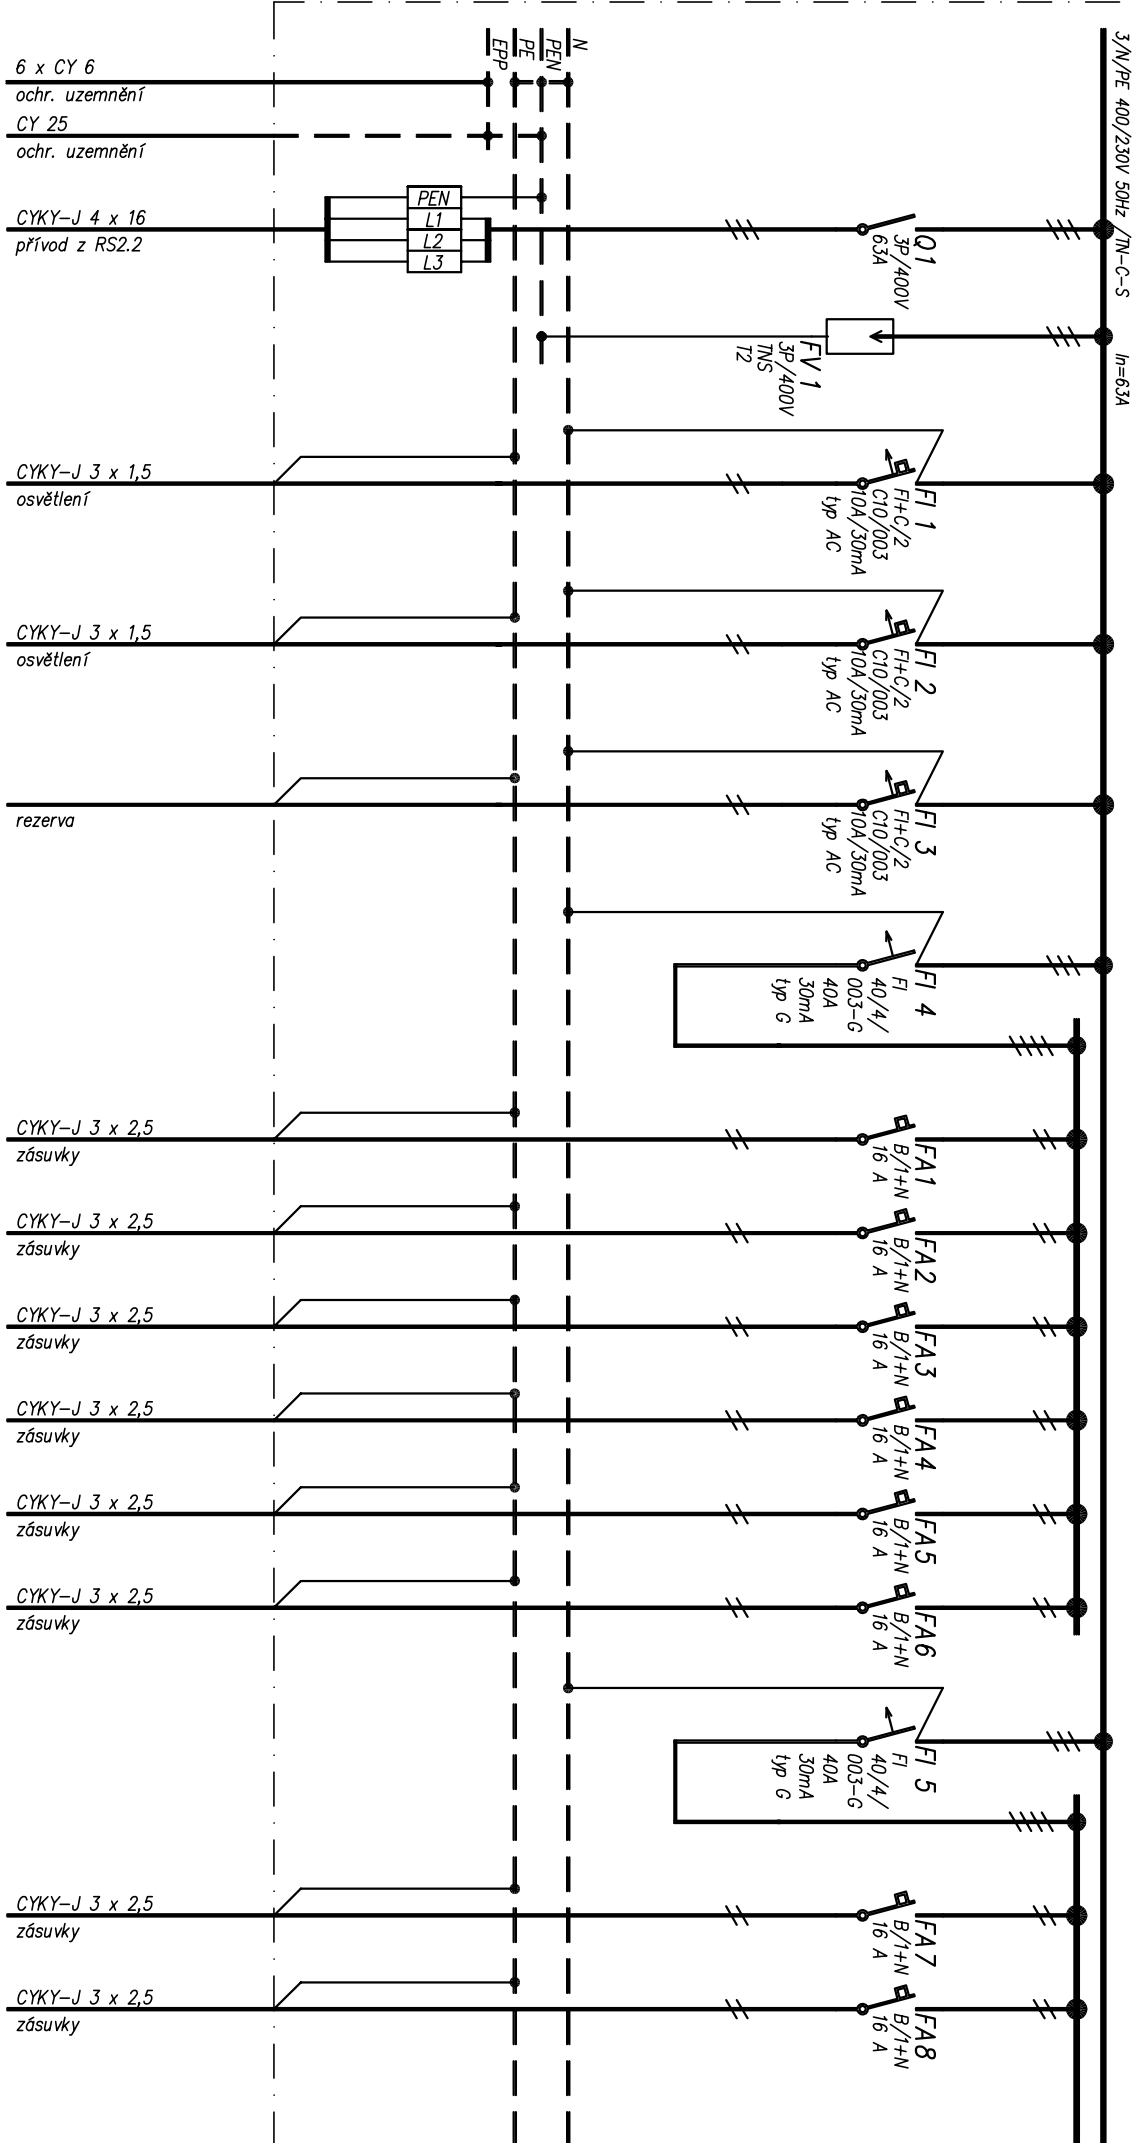 3/N/PE 400/230V 50Hz /TN-C-S In=63A
N
PEN
PE
EPP
6 x CY 6
ochr. uzemnění
CY 25
ochr. uzemnění
PEN
L1
L2
L3
CYKY-J 4 x 16
přívod z RS2.2
Q1
3P/400V
63A
FV 1
3P/400V
TNS
T2
CYKY-J 3 x 1,5
osvětlení
FI 1
FI+C/2
C10/003
10A/30mA
typ AC
CYKY-J 3 x 1,5
osvětlení
FI 2
FI+C/2
C10/003
10A/30mA
typ AC
rezerva
FI 3
FI+C/2
C10/003
10A/30mA
typ AC
FI 4
FI
40/4/
003-G
40A
30mA
typ G
CYKY-J 3 x 2,5
zásuvky
FA1
B/1+N
16 A
CYKY-J 3 x 2,5
zásuvky
FA2
B/1+N
16 A
CYKY-J 3 x 2,5
zásuvky
FA3
B/1+N
16 A
CYKY-J 3 x 2,5
zásuvky
FA4
B/1+N
16 A
CYKY-J 3 x 2,5
zásuvky
FA5
B/1+N
16 A
CYKY-J 3 x 2,5
zásuvky
FA6
B/1+N
16 A
FI 5
FI
40/4/
003-G
40A
30mA
typ G
CYKY-J 3 x 2,5
zásuvky
FA7
B/1+N
16 A
CYKY-J 3 x 2,5
zásuvky
FA8
B/1+N
16 A